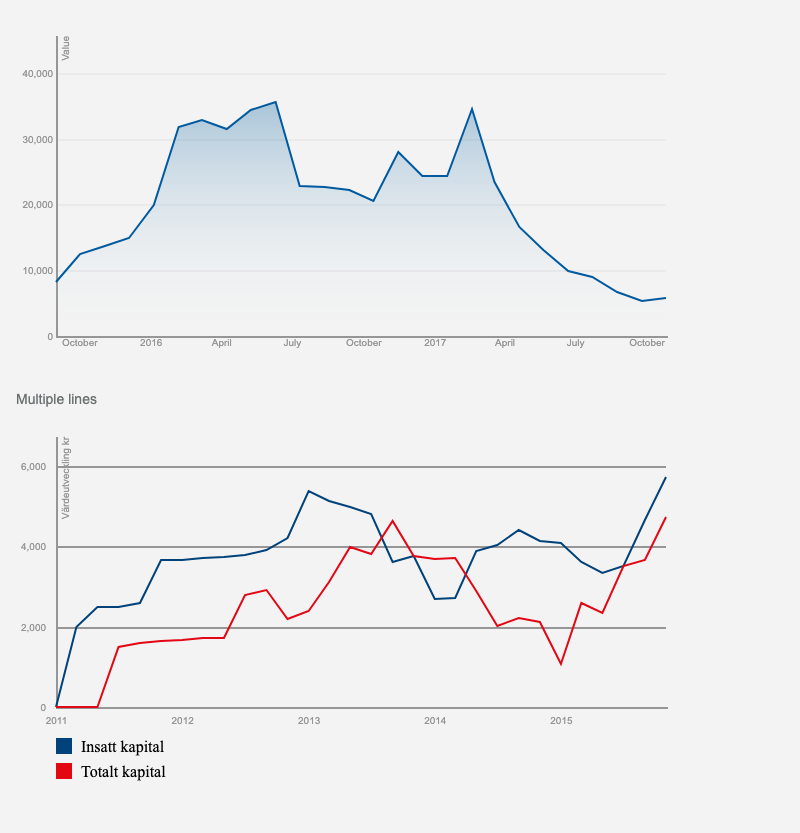 Value
40,000
30,000
20,000
10,000
0
October 2016 April July October 2017 April July October
Multiple lines
Värdeutveckling kr
6,000
4,000
2,000
0
2011 2012 2013 2014 2015
Insatt kapital
Totalt kapital